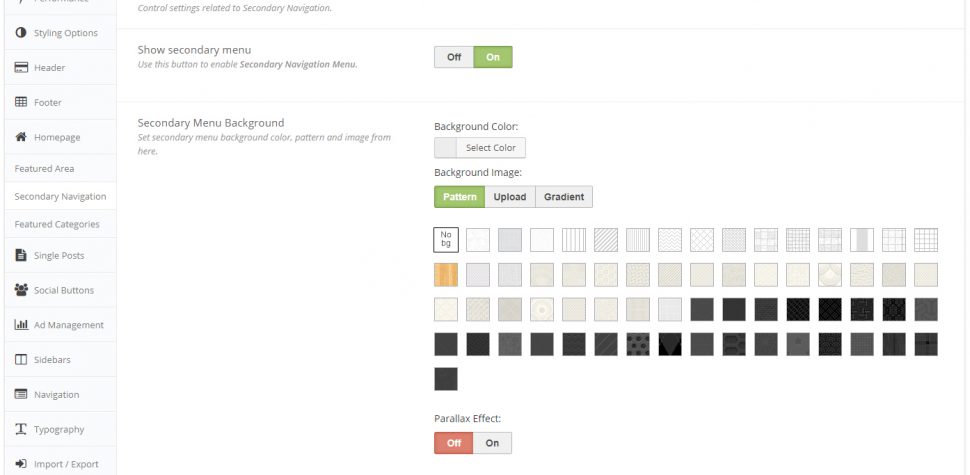 Performance
Control settings related to Secondary Navigation.
Styling Options
Header
Footer
Homepage
Featured Area
Secondary Navigation
Featured Categories
Single Posts
Social Buttons
Ad Management
Sidebars
Navigation
Typography
Import / Export
Show secondary menu
Use this button to enable Secondary Navigation Menu.
Off On
Secondary Menu Background
Set secondary menu background color, pattern and image from
here.
Background Color:
Select Color
Background Image:
Pattern Upload Gradient
No
bg
Parallax Effect:
Off On